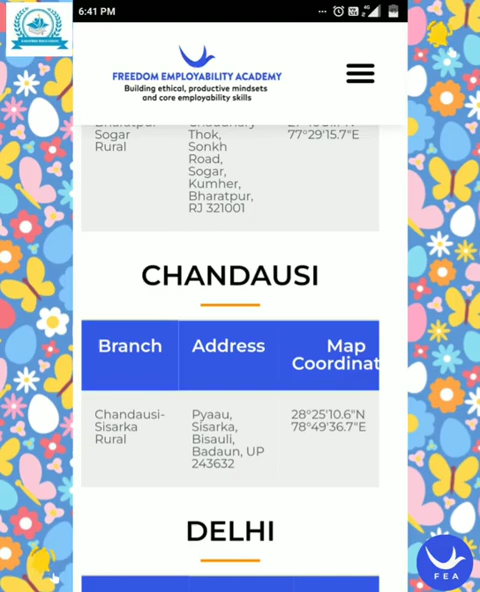 6:41 PM
FREEDOM EMPLOYABILITY ACADEMY
Building ethical, productive mindsets
and core employability skills
Sogar
Rural
Thok,
Sonkh
Road,
Sogar,
Kumher,
Bharatpur,
RJ 321001
77°29'15.7"E
CHANDAUSI
Branch
Address
Map
Coordinat
Chandausi-
Sisarka
Rural
Pyaau,
Sisarka,
Bisauli,
Badaun, UP
243632
28°25'10.6"N
78°49'36.7"E
DELHI
FEA